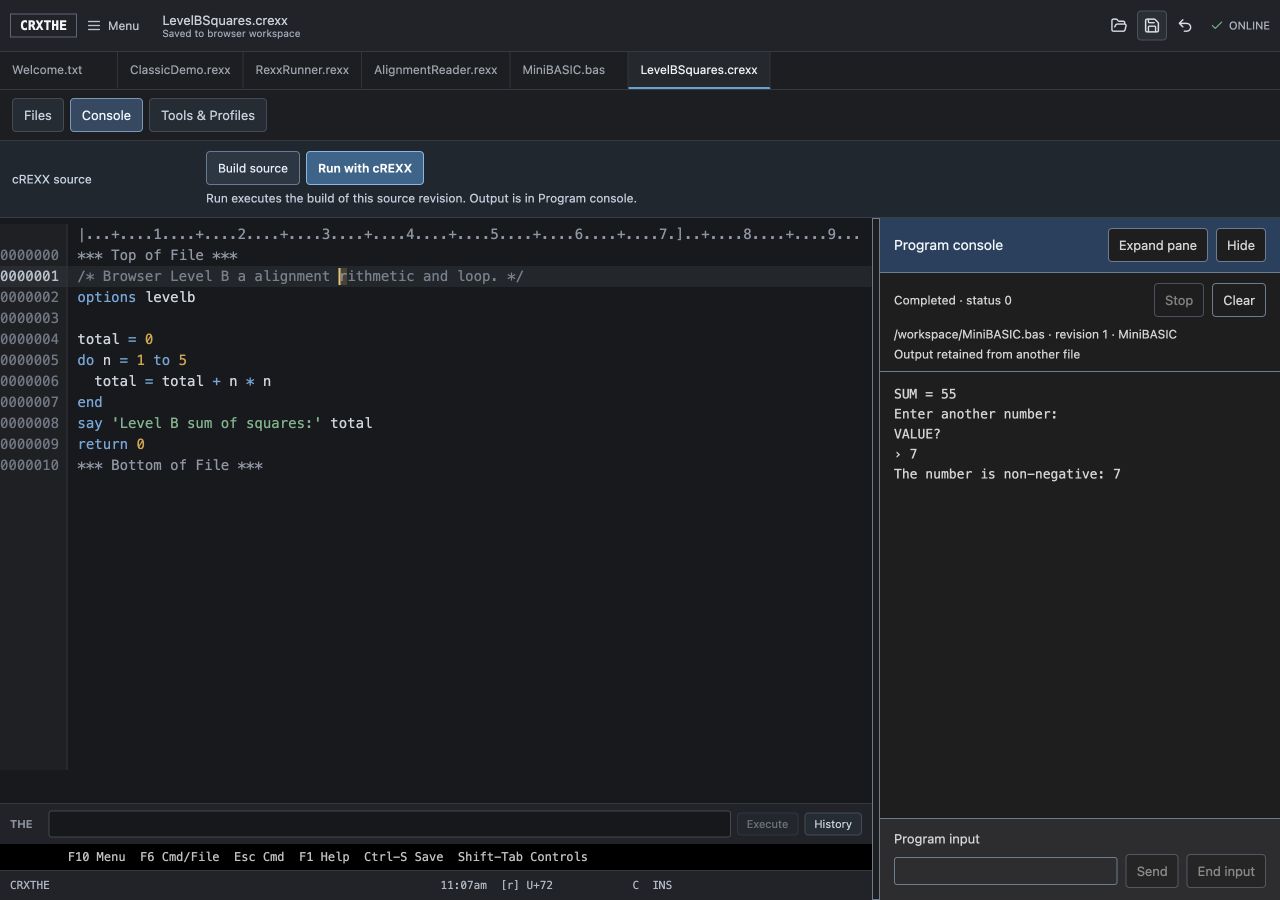 CRXTHE
Menu
LevelBSquares.crexx
Saved to browser workspace
ONLINE
Welcome.txt
ClassicDemo.rexx
RexxRunner.rexx
AlignmentReader.rexx
MiniBASIC.bas
LevelBSquares.crexx
Files
Console
Tools & Profiles
cREXX source
Build source
Run with cREXX
Run executes the build of this source revision. Output is in Program console.
|...+....1....+....2....+....3....+....4....+....5....+....6....+....7.]..+....8....+....9...
0000000 *** Top of File ***
0000001 /* Browser Level B a alignment rithmetic and loop. */
0000002 options levelb
0000003
0000004 total = 0
0000005 do n = 1 to 5
0000006   total = total + n * n
0000007 end
0000008 say 'Level B sum of squares:' total
0000009 return 0
0000010 *** Bottom of File ***
THE
Execute
History
F10 Menu  F6 Cmd/File  Esc Cmd  F1 Help  Ctrl-S Save  Shift-Tab Controls
CRXTHE
11:07am  [r] U+72
C  INS
Program console
Expand pane
Hide
Completed · status 0
Stop
Clear
/workspace/MiniBASIC.bas · revision 1 · MiniBASIC
Output retained from another file
SUM = 55
Enter another number:
VALUE?
› 7
The number is non-negative: 7
Program input
Send
End input